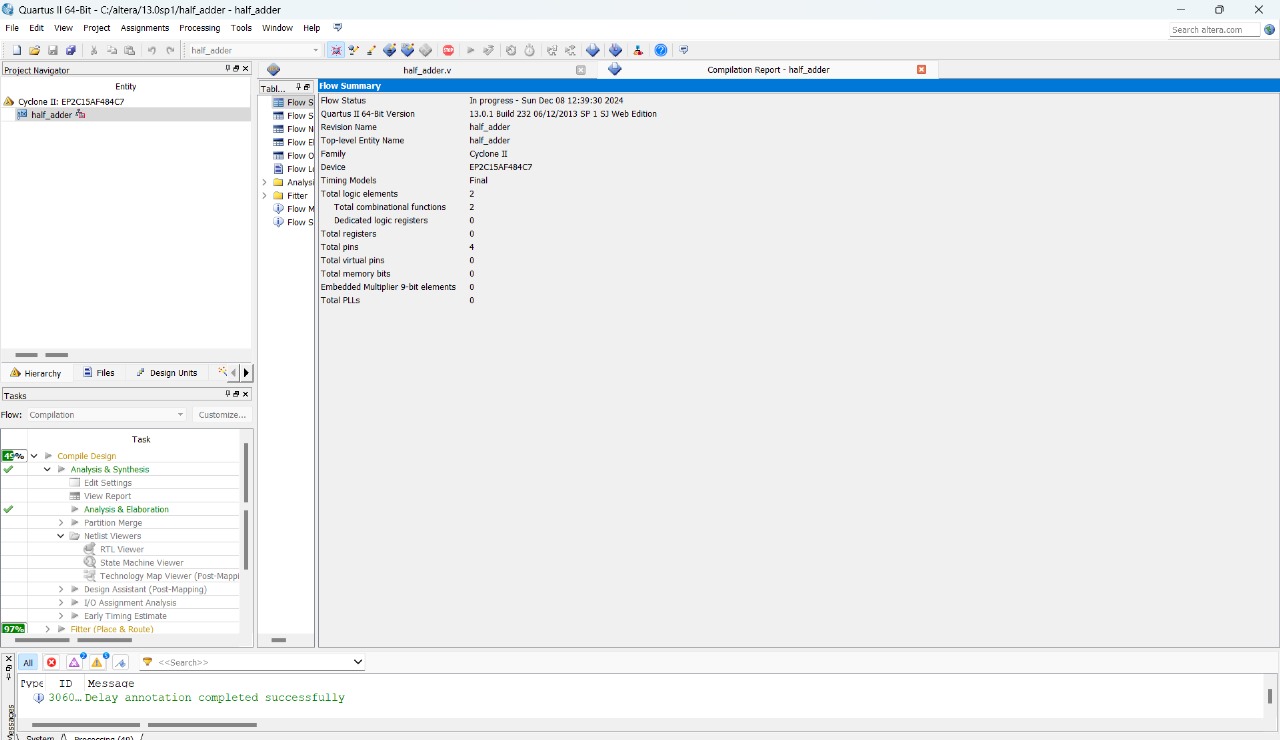 Quartus II 64-Bit - C:/altera/13.0sp1/half_adder - half_adder
File Edit View Project Assignments Processing Tools Window Help
Search altera.com
half_adder
Project Navigator
Entity
Cyclone II: EP2C15AF484C7
half_adder
Hierarchy Files Design Units
Tasks
Flow: Compilation Customize...
Task
49% Compile Design
Analysis & Synthesis
Edit Settings
View Report
Analysis & Elaboration
Partition Merge
Netlist Viewers
RTL Viewer
State Machine Viewer
Technology Map Viewer (Post-Mappi
Design Assistant (Post-Mapping)
I/O Assignment Analysis
Early Timing Estimate
97% Fitter (Place & Route)
half_adder.v
Compilation Report - half_adder
Tabl...
Flow S
Flow S
Flow N
Flow El
Flow O
Flow Lo
Analysi
Fitter
Flow M
Flow S
Flow Summary
Flow Status In progress - Sun Dec 08 12:39:30 2024
Quartus II 64-Bit Version 13.0.1 Build 232 06/12/2013 SP 1 SJ Web Edition
Revision Name half_adder
Top-level Entity Name half_adder
Family Cyclone II
Device EP2C15AF484C7
Timing Models Final
Total logic elements 2
Total combinational functions 2
Dedicated logic registers 0
Total registers 0
Total pins 4
Total virtual pins 0
Total memory bits 0
Embedded Multiplier 9-bit elements 0
Total PLLs 0
All <<Search>>
Type ID Message
3060... Delay annotation completed successfully
Messages
System Processing (49)